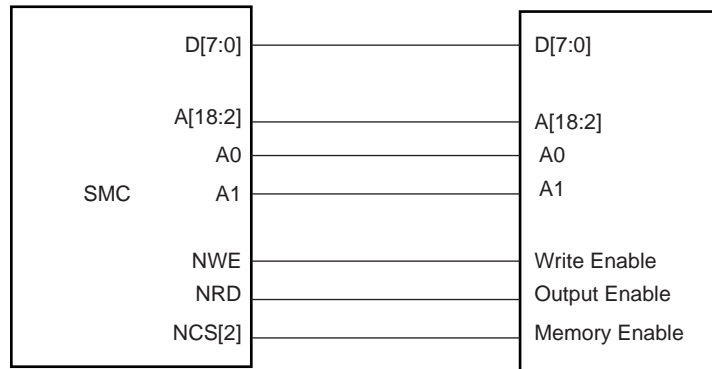 D[7:0] D[7:0]
A[18:2] A[18:2]
A0 A0
SMC A1 A1
NWE Write Enable
NRD Output Enable
NCS[2] Memory Enable